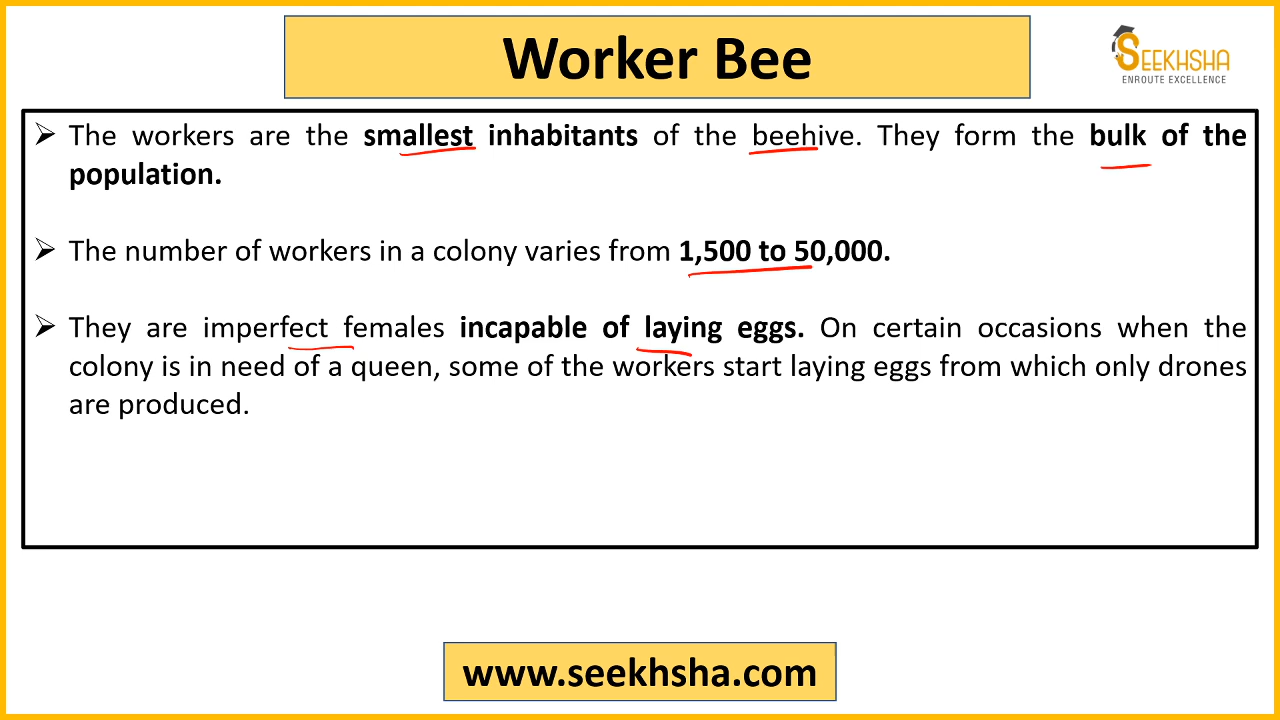 Worker Bee
SEEKHSHA
ENROUTE EXCELLENCE
➢ The workers are the smallest inhabitants of the beehive. They form the bulk of the
population.
➢ The number of workers in a colony varies from 1,500 to 50,000.
➢ They are imperfect females incapable of laying eggs. On certain occasions when the
colony is in need of a queen, some of the workers start laying eggs from which only drones
are produced.
www.seekhsha.com